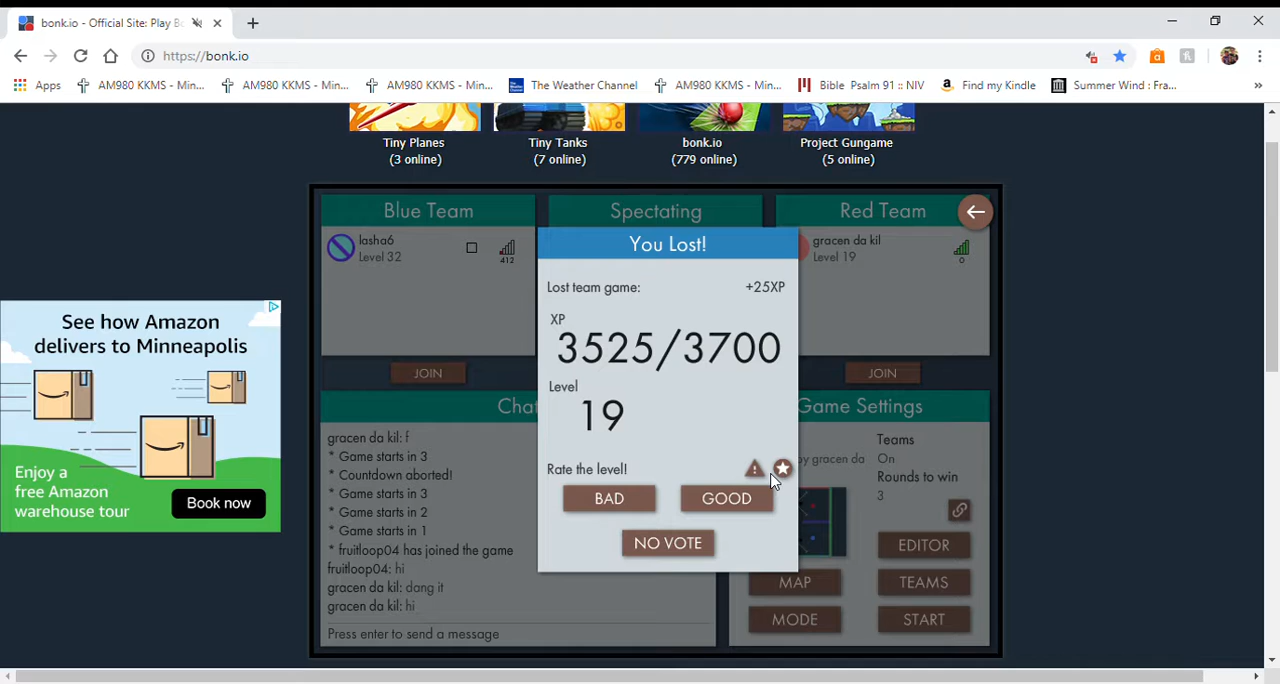 bonk.io - Official Site: Play Bo
https://bonk.io
Apps
AM980 KKMS - Min...
AM980 KKMS - Min...
AM980 KKMS - Min...
The Weather Channel
AM980 KKMS - Min...
Bible Psalm 91 :: NIV
Find my Kindle
Summer Wind : Fra...
Tiny Planes
(3 online)
Tiny Tanks
(7 online)
bonk.io
(779 online)
Project Gungame
(5 online)
Blue Team
Spectating
Red Team
lasha6
Level 32
412
gracen da kil
Level 19
0
You Lost!
Lost team game: +25XP
XP
3525/3700
Level
19
Rate the level!
BAD
GOOD
NO VOTE
JOIN
JOIN
See how Amazon
delivers to Minneapolis
Enjoy a
free Amazon
warehouse tour
Book now
Chat
gracen da kil: f
* Game starts in 3
* Countdown aborted!
* Game starts in 3
* Game starts in 2
* Game starts in 1
* fruitloop04 has joined the game
fruitloop04: hi
gracen da kil: dang it
gracen da kil: hi
Press enter to send a message
Game Settings
by gracen da
Teams
On
Rounds to win
3
EDITOR
MAP
TEAMS
MODE
START